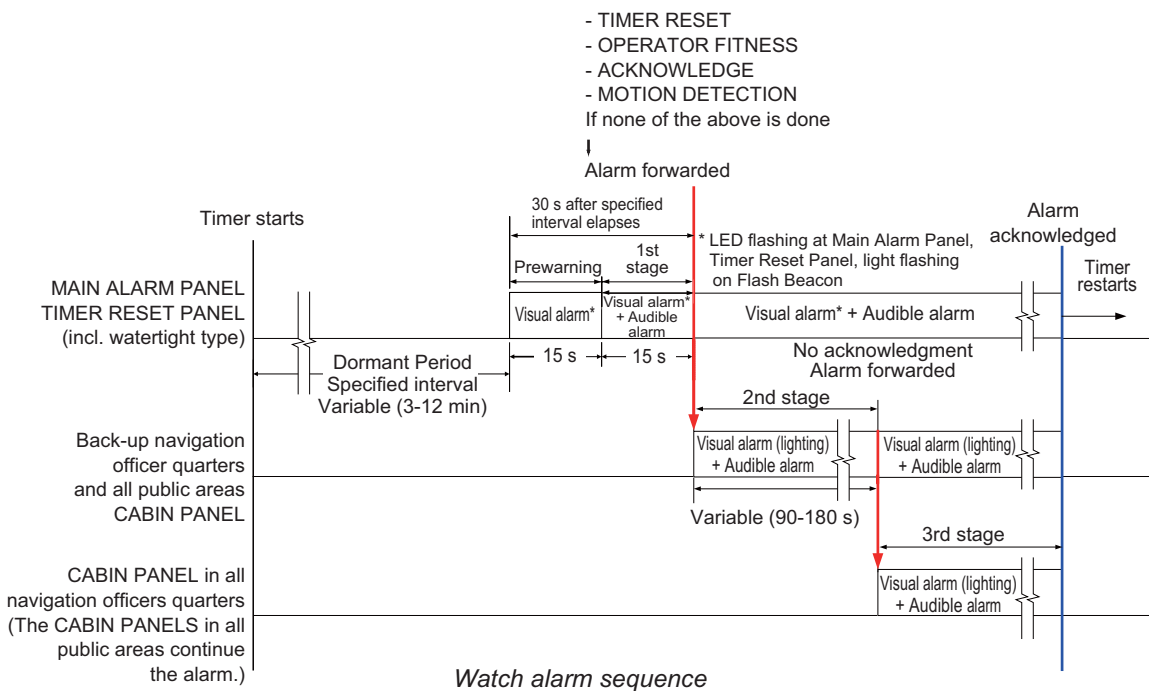 - TIMER RESET
- OPERATOR FITNESS
- ACKNOWLEDGE
- MOTION DETECTION
If none of the above is done
Alarm forwarded
Timer starts
30 s after specified
interval elapses
Alarm
acknowledged
* LED flashing at Main Alarm Panel,
Timer Reset Panel, light flashing
on Flash Beacon
Prewarning
1st
stage
Timer
restarts
MAIN ALARM PANEL
TIMER RESET PANEL
(incl. watertight type)
Visual alarm*
Visual alarm*
+ Audible
alarm
Visual alarm* + Audible alarm
15 s
15 s
Dormant Period
Specified interval
Variable (3-12 min)
No acknowledgment
Alarm forwarded
2nd stage
Back-up navigation
officer quarters
and all public areas
CABIN PANEL
Visual alarm (lighting)
+ Audible alarm
Visual alarm (lighting)
+ Audible alarm
Variable (90-180 s)
3rd stage
CABIN PANEL in all
navigation officers quarters
(The CABIN PANELS in all
public areas continue
the alarm.)
Visual alarm (lighting)
+ Audible alarm
Watch alarm sequence